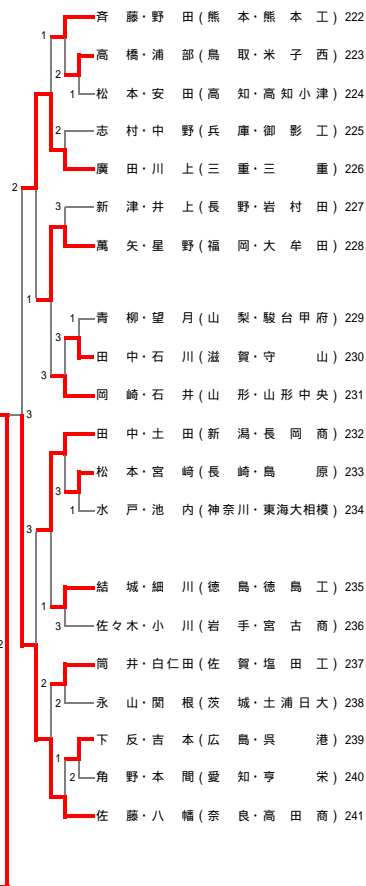 斉藤・野田(熊本・熊本工) 222
高橋・浦部(鳥取・米子西) 223
松本・安田(高知・高知小津) 224
志村・中野(兵庫・御影工) 225
廣田・川上(三重・三重) 226
新津・井上(長野・岩村田) 227
萬矢・星野(福岡・大牟田) 228
青柳・望月(山梨・駿台甲府) 229
田中・石川(滋賀・守山) 230
岡崎・石井(山形・山形中央) 231
田中・土田(新潟・長岡商) 232
松本・宮﨑(長崎・島原) 233
水戸・池内(神奈川・東海大相模) 234
結城・細川(徳島・徳島工) 235
佐々木・小川(岩手・宮古商) 236
筒井・白仁田(佐賀・塩田工) 237
永山・関根(茨城・土浦日大) 238
下反・吉本(広島・呉港) 239
角野・本間(愛知・享栄) 240
佐藤・八幡(奈良・高田商) 241
1
2
1
2
2
3
1
1
3
3
3
3
1
3
1
3
2
2
2
1
2